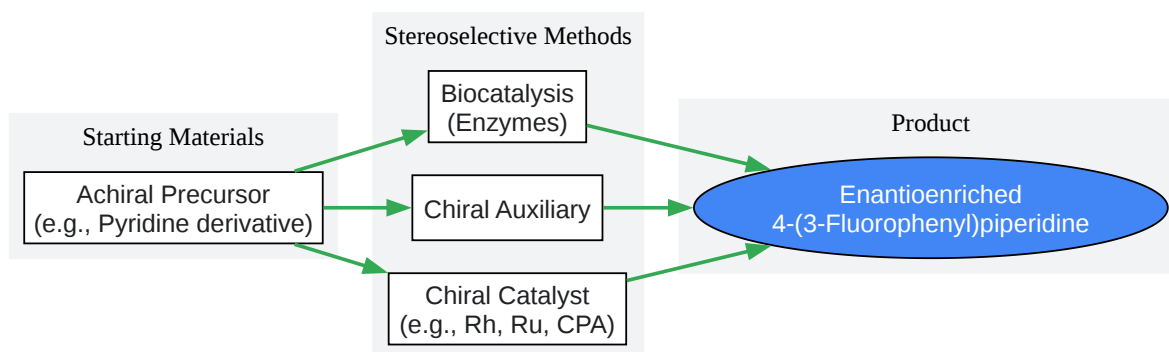 Starting Materials
Achiral Precursor
(e.g., Pyridine derivative)
Stereoselective Methods
Biocatalysis
(Enzymes)
Chiral Auxiliary
Chiral Catalyst
(e.g., Rh, Ru, CPA)
Product
Enantioenriched
4-(3-Fluorophenyl)piperidine